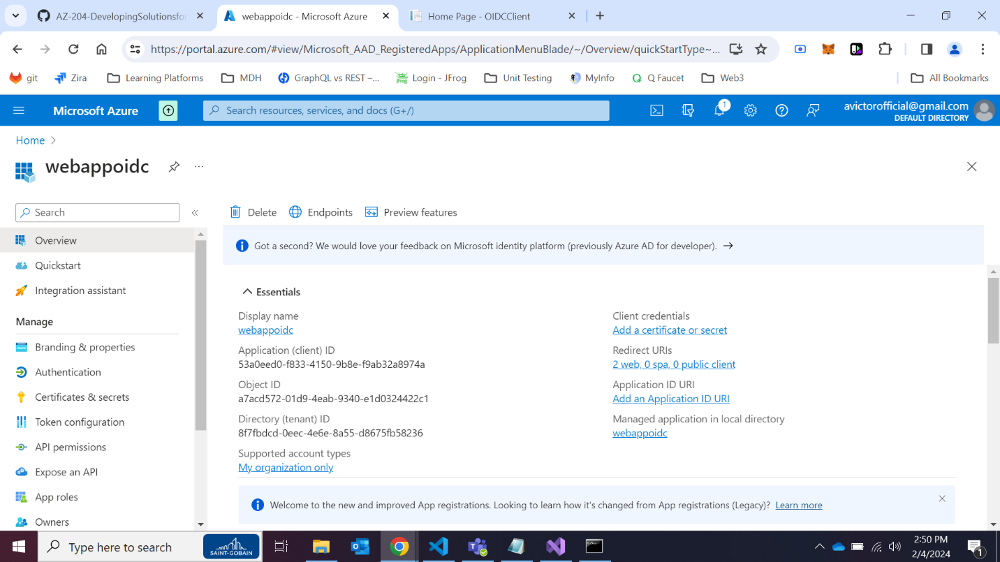 AZ-204-DevelopingSolutionsfo
webappoidc - Microsoft Azure
Home Page - OIDCClient
https://portal.azure.com/#view/Microsoft_AAD_RegisteredApps/ApplicationMenuBlade/~/Overview/quickStartType~...
git
Zira
Learning Platforms
MDH
GraphQL vs REST –...
Login - JFrog
Unit Testing
MyInfo
Q Faucet
Web3
All Bookmarks
Microsoft Azure
Search resources, services, and docs (G+/)
1
avictorofficial@gmail.com
DEFAULT DIRECTORY
Home
webappoidc
Search
Delete
Endpoints
Preview features
Overview
Quickstart
Integration assistant
Manage
Branding & properties
Authentication
Certificates & secrets
Token configuration
API permissions
Expose an API
App roles
Owners
Got a second? We would love your feedback on Microsoft identity platform (previously Azure AD for developer).
Essentials
Display name
webappoidc
Application (client) ID
53a0eed0-f833-4150-9b8e-f9ab32a8974a
Object ID
a7acd572-01d9-4eab-9340-e1d0324422c1
Directory (tenant) ID
8f7fbdcd-0eec-4e6e-8a55-d8675fb58236
Supported account types
My organization only
Client credentials
Add a certificate or secret
Redirect URIs
2 web, 0 spa, 0 public client
Application ID URI
Add an Application ID URI
Managed application in local directory
webappoidc
Welcome to the new and improved App registrations. Looking to learn how it's changed from App registrations (Legacy)? Learn more
Type here to search
SAINT-GOBAIN
2:50 PM
2/4/2024
1